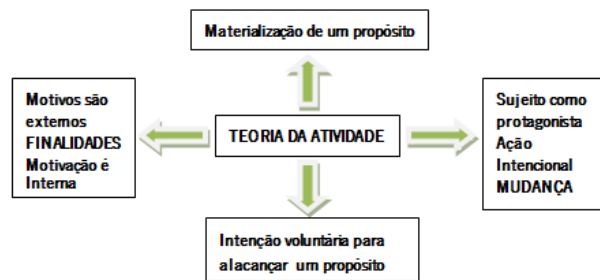 Materialização de um propósito
Motivos são
externos
FINALIDADES
Motivação é
Interna
TEORIA DA ATIVIDADE
Sujeito como
protagonista
Ação
Intencional
MUDANÇA
Intenção voluntária para
alacançar um propósito